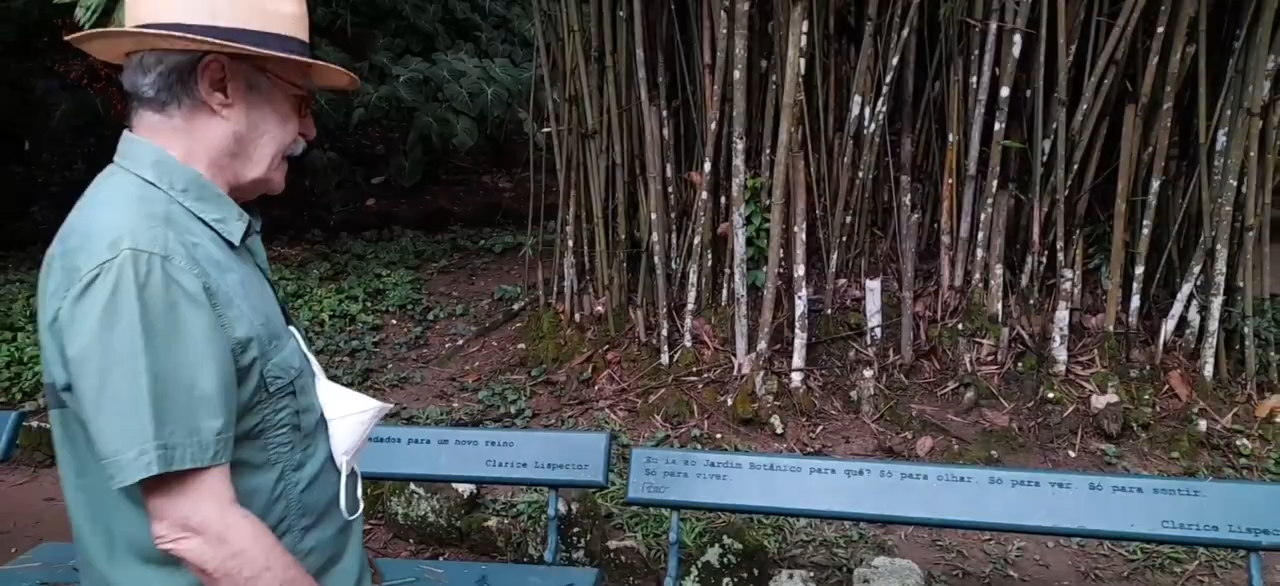 dados para um novo reino.
Clarice Lispector
Eu ia ao Jardim Botânico para quê? Só para olhar. Só para ver. Só para sentir.
Só para viver.
Clarice Lispec